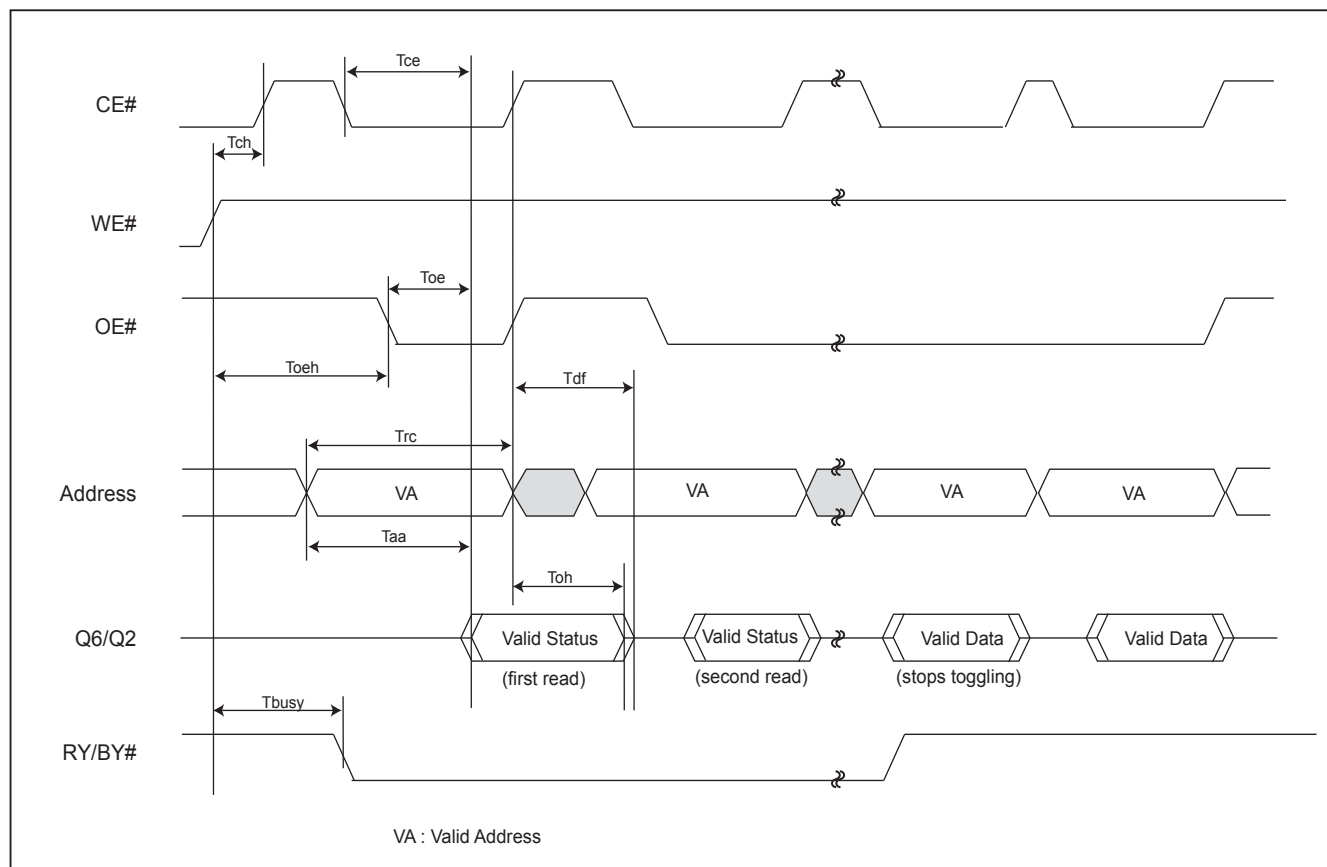 Tce
CE#
Tch
WE#
Toe
OE#
Toeh
Tdf
Trc
Address
VA
VA
VA
VA
Taa
Toh
Q6/Q2
Valid Status
Valid Status
Valid Data
Valid Data
(first read)
(second read)
(stops toggling)
Tbusy
RY/BY#
VA : Valid Address